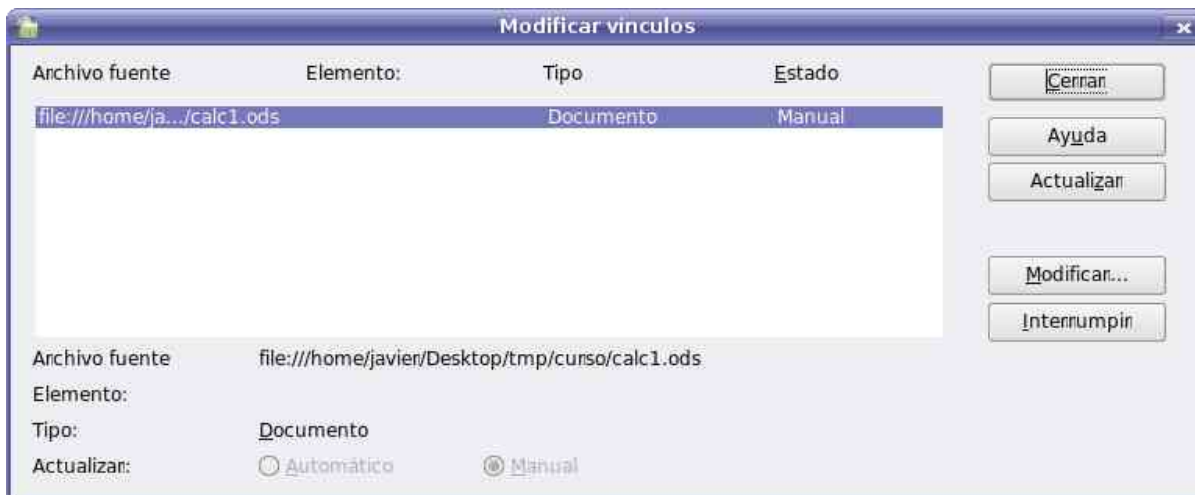 Modificar vínculos
Archivo fuente Elemento: Tipo Estado
file:///home/ja.../calc1.ods Documento Manual
Cerrar
Ayuda
Actualizar
Modificar...
Interrumpir
Archivo fuente file:///home/javier/Desktop/tmp/curso/calc1.ods
Elemento:
Tipo: Documento
Actualizar: Automático Manual